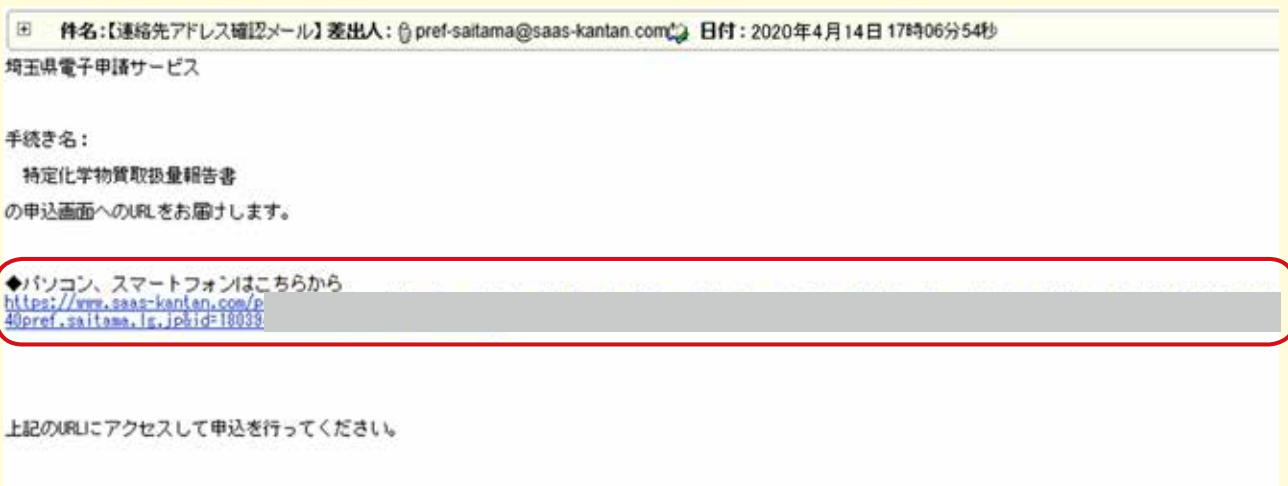 件名:【連絡先アドレス確認メール】 差出人: pref-saitama@saas-kantan.com 日付: 2020年4月14日 17時06分54秒
埼玉県電子申請サービス
手続き名:
特定化学物質取扱量報告書
の申込画面へのURLをお届けします。
◆パソコン、スマートフォンはこちらから
https://www.saas-kantan.com/p
40pref.saitama.lg.jp&id=18039
上記のURLにアクセスして申込を行ってください。